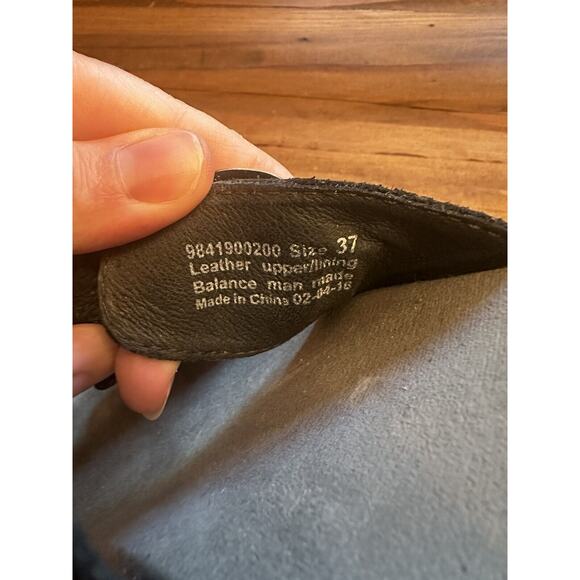 9841900200 Size 37
Leather upper/lining
Balance man made
Made in China 02-04-16